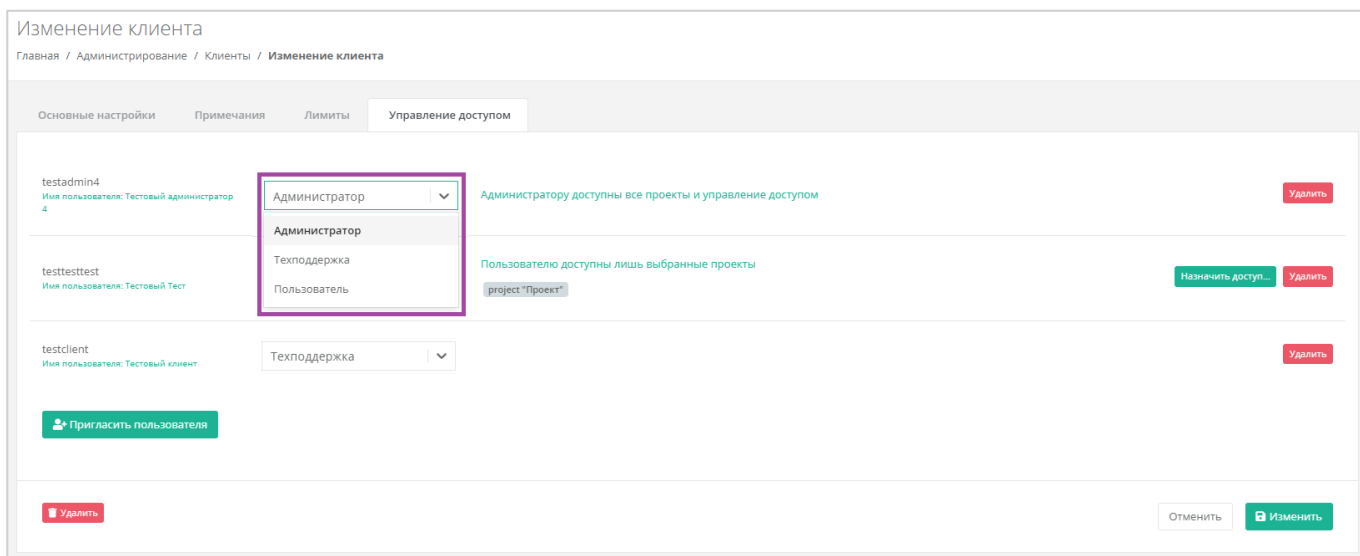 Изменение клиента
Главная / Администрирование / Клиенты / Изменение клиента
Основные настройки Примечания Лимиты Управление доступом
testadmin4
Имя пользователя: Тестовый администратор
4
Администратор
Администратору доступны все проекты и управление доступом
Удалить
Администратор
Техподдержка
Пользователь
testtesttest
Имя пользователя: Тестовый Тест
Пользователю доступны лишь выбранные проекты
project "Проект"
Назначить доступ... Удалить
testclient
Имя пользователя: Тестовый клиент
Техподдержка
Удалить
Пригласить пользователя
Удалить
Отменить Изменить